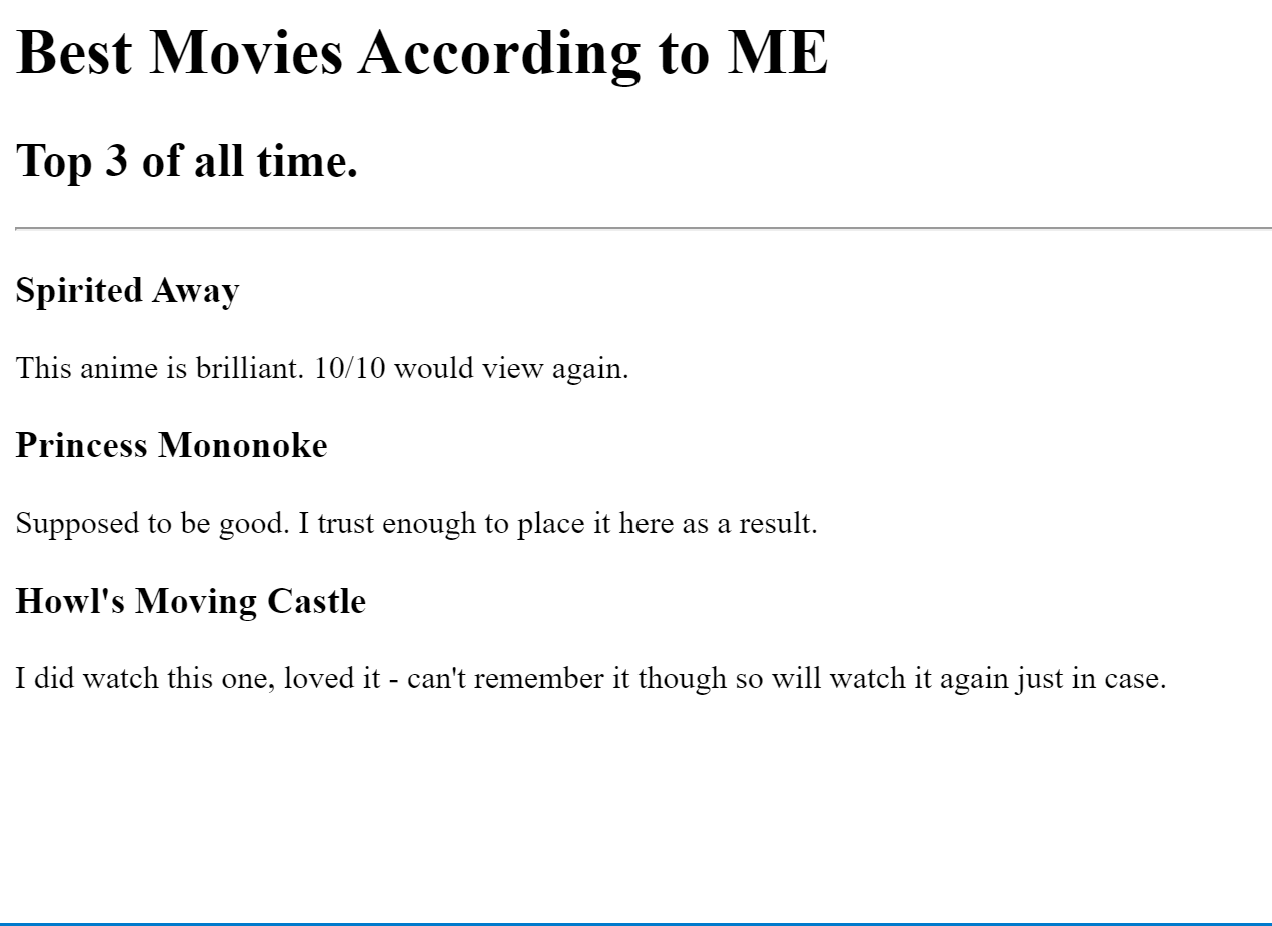 Best Movies According to ME
Top 3 of all time.
Spirited Away
This anime is brilliant. 10/10 would view again.
Princess Mononoke
Supposed to be good. I trust enough to place it here as a result.
Howl's Moving Castle
I did watch this one, loved it - can't remember it though so will watch it again just in case.